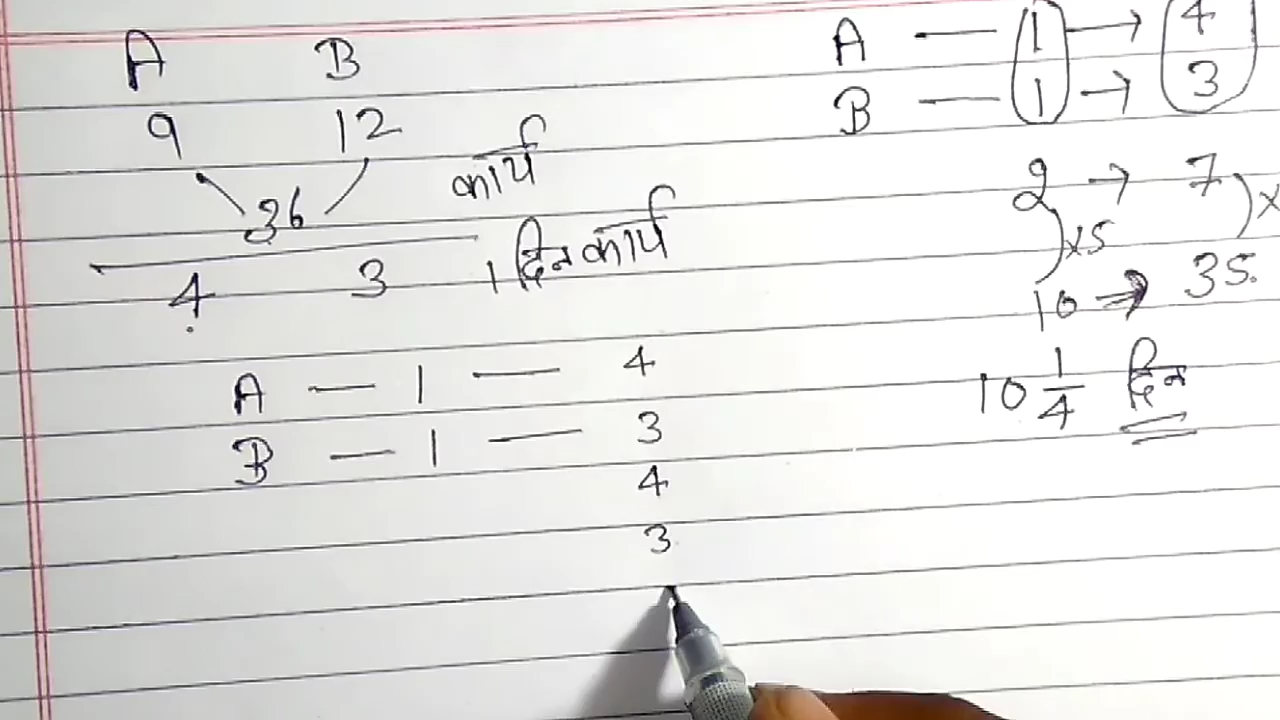 A B
9 12
36 कार्य
4 3 1 दिन कार्य
A — 1 — 4
B — 1 — 3
4
3
A — 1 → 4
B — 1 → 3
2 → 7
×5 ×
10 → 35.
10 1/4 दिन